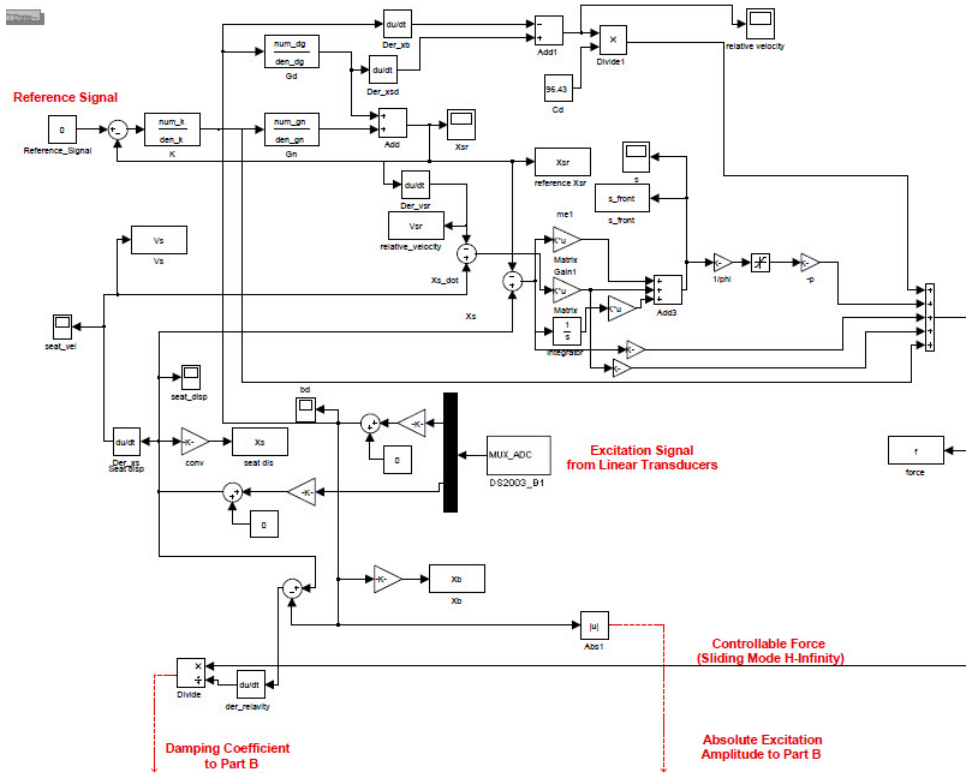 du/dt
Der_xb
Add1
relative velocity
num_dg
den_dg
Gd
du/dt
Der_xsd
×
Divide1
96.43
Cd
Reference Signal
0
Reference_Signal
num_k
den_k
K
num_gn
den_gn
Gn
Add
Xsr
Xsr
reference Xsr
s
du/dt
Der_vsr
Vsr
relative_velocity
s_front
s_front
me1
K*u
Matrix
Gain1
K*u
Matrix
K*u
Add3
K-
1/phi
K-
-p
Vs
Vs
Xs_dot
Xs
1
s
Integrator
K-
K-
seat_vel
seat_disp
bd
du/dt
Der_xs
Seat disp
-K-
conv
Xs
seat dis
-K-
0
MUX_ADC
DS2003_B1
Excitation Signal
from Linear Transducers
f
force
-K-
0
-K-
Xb
Xb
|u|
Abs1
Controllable Force
(Sliding Mode H-Infinity)
×
÷
Divide
du/dt
der_relavity
Damping Coefficient
to Part B
Absolute Excitation
Amplitude to Part B